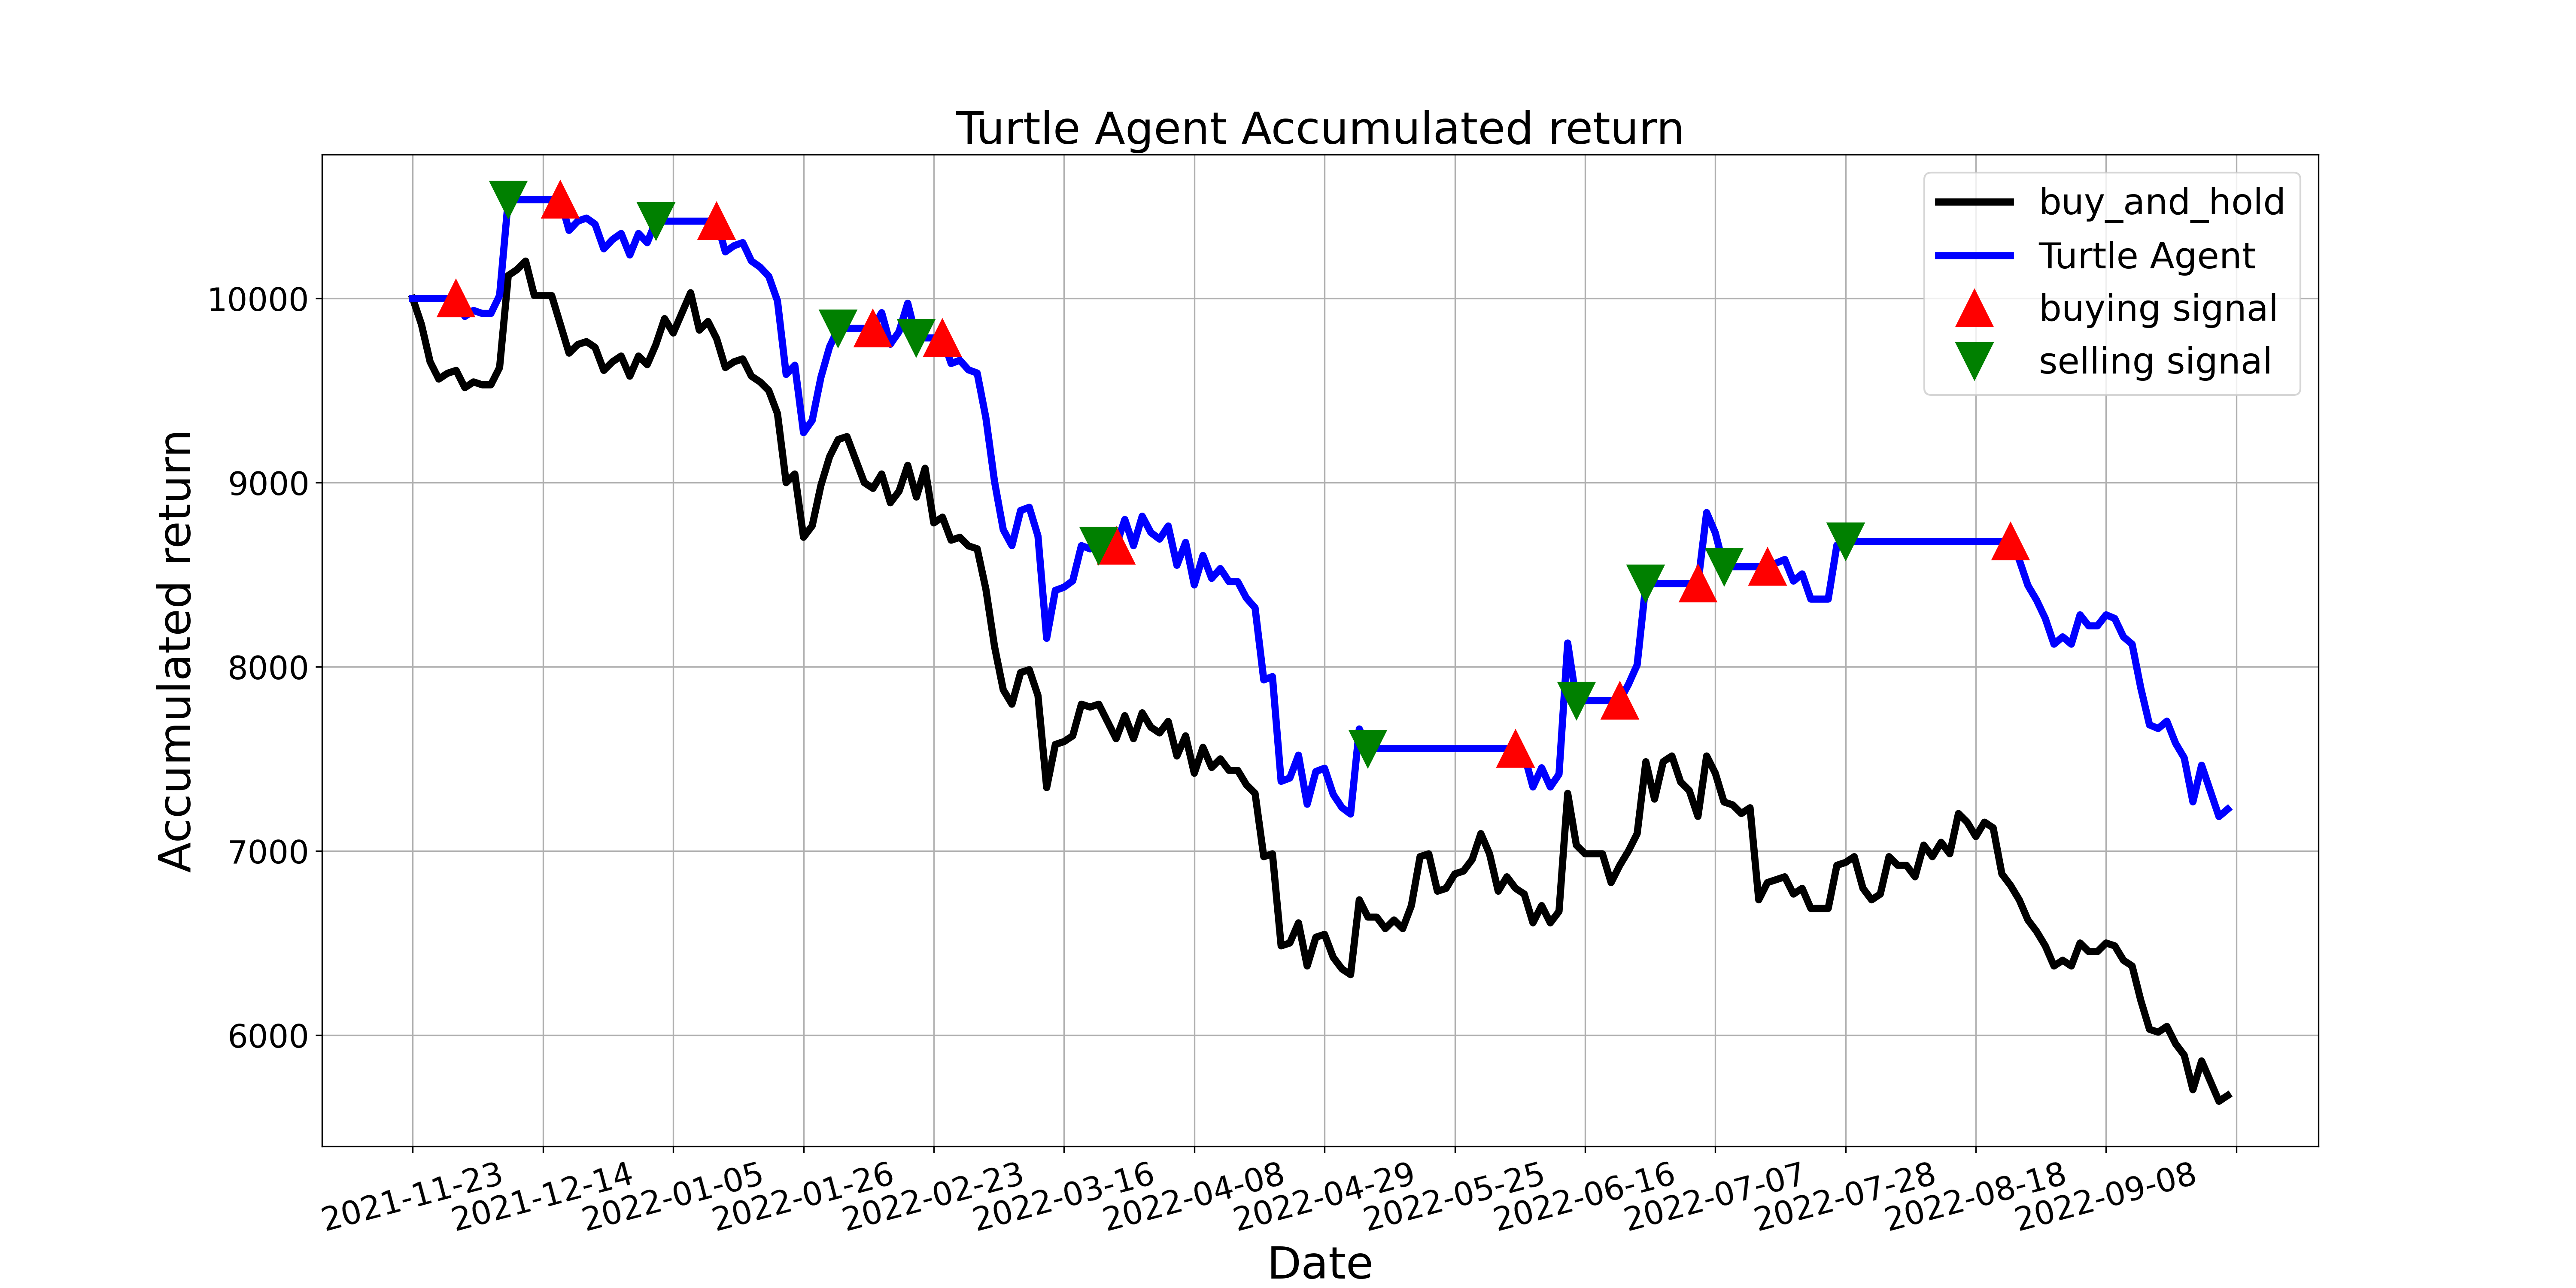 Turtle Agent Accumulated return
buy_and_hold
Turtle Agent
buying signal
selling signal
Accumulated return
10000
9000
8000
7000
6000
2021-11-23
2021-12-14
2022-01-05
2022-01-26
2022-02-23
2022-03-16
2022-04-08
2022-04-29
2022-05-25
2022-06-16
2022-07-07
2022-07-28
2022-08-18
2022-09-08
Date